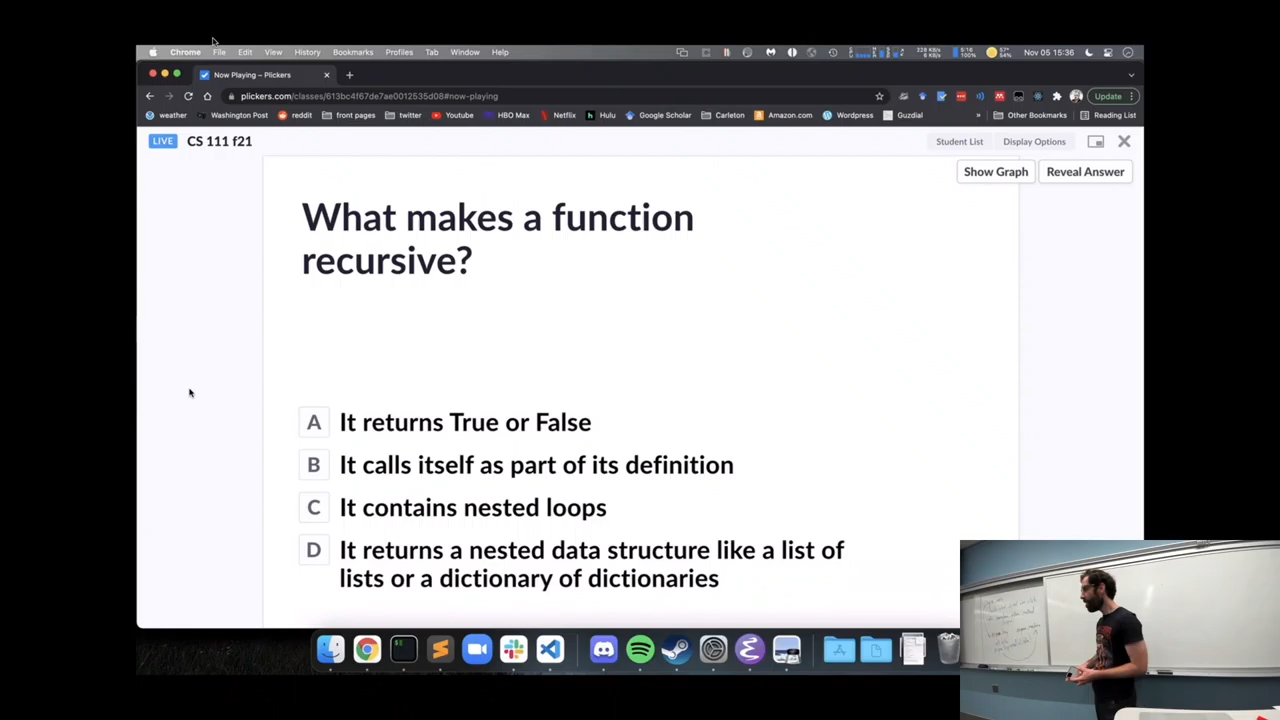 Chrome File Edit View History Bookmarks Profiles Tab Window Help
Nov 05 15:36
Now Playing – Plickers
plickers.com/classes/613bc4f67de7ae0012535d08#now-playing
Update
weather Washington Post reddit front pages twitter Youtube HBO Max Netflix Hulu Google Scholar Carleton Amazon.com Wordpress Guzdial » Other Bookmarks Reading List
LIVE CS 111 f21
Student List Display Options
Show Graph Reveal Answer
What makes a function
recursive?
A It returns True or False
B It calls itself as part of its definition
C It contains nested loops
D It returns a nested data structure like a list of
lists or a dictionary of dictionaries